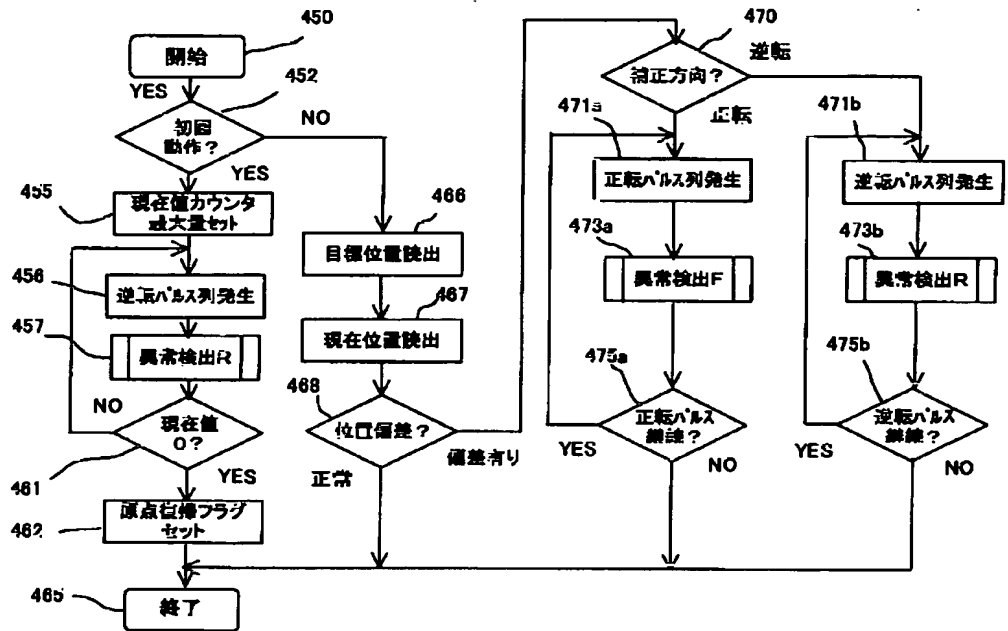 450
開始
YES
452
初回
動作?
NO
YES
455
現在値カウンタ
最大量セット
456
逆転パルス列発生
457
異常検出R
NO
現在値
0?
YES
461
原点復帰フラグ
セット
462
465
終了
466
目標位置読出
467
現在位置読出
468
位置偏差?
偏差有り
正常
470
補正方向?
逆転
正転
471a
正転パルス列発生
473a
異常検出F
475a
正転パルス
継続?
YES
NO
471b
逆転パルス列発生
473b
異常検出R
475b
逆転パルス
継続?
YES
NO